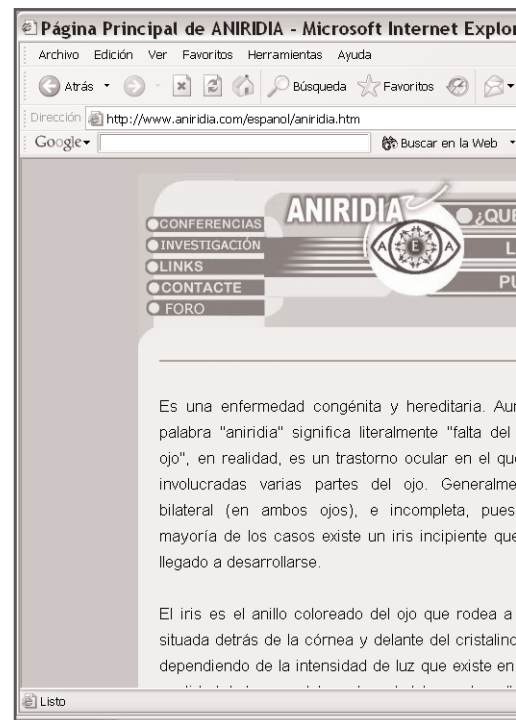 Página Principal de ANIRIDIA - Microsoft Internet Explor
Archivo Edición Ver Favoritos Herramientas Ayuda
Atrás Búsqueda Favoritos
Dirección http://www.aniridia.com/espanol/aniridia.htm
Google Buscar en la Web
ANIRIDIA
¿QUE
CONFERENCIAS
INVESTIGACIÓN
LINKS
CONTACTE
FORO
A E A
L
PU
Es una enfermedad congénita y hereditaria. Aun
palabra "aniridia" significa literalmente "falta del
ojo", en realidad, es un trastorno ocular en el que
involucradas varias partes del ojo. Generalme
bilateral (en ambos ojos), e incompleta, pues
mayoría de los casos existe un iris incipiente que
llegado a desarrollarse.
El iris es el anillo coloreado del ojo que rodea a
situada detrás de la córnea y delante del cristalino
dependiendo de la intensidad de luz que existe en
Listo